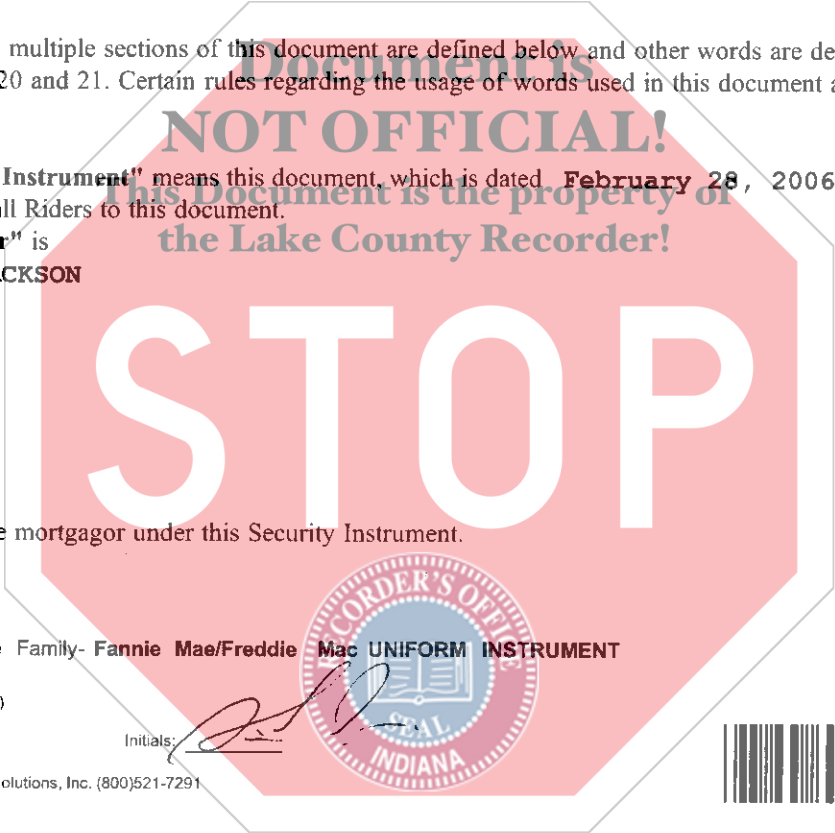 multiple sections of this document are defined below and other words are de
Document is
20 and 21. Certain rules regarding the usage of words used in this document a
NOT OFFICIAL!
Instrument" means this document, which is dated February 28, 2006
This Document is the property of
all Riders to this document.
r" is
the Lake County Recorder!
CKSON
STOP
e mortgagor under this Security Instrument.
RECORDER'S OFFICE
Family- Fannie Mae/Freddie Mac UNIFORM INSTRUMENT
)
SEAL
Initials:
INDIANA
olutions, Inc. (800)521-7291